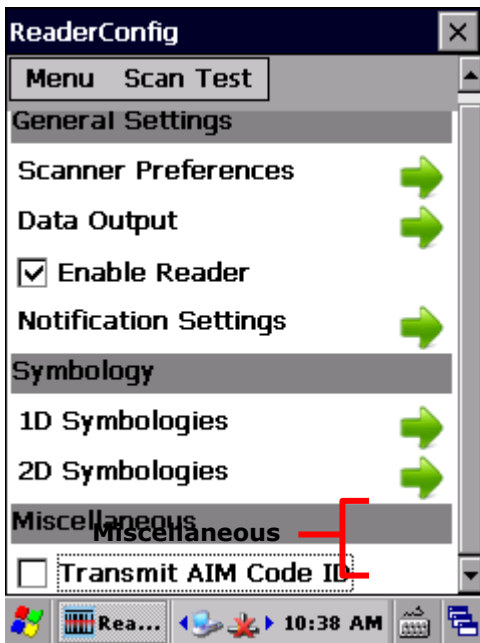 ReaderConfig
Menu Scan Test
General Settings
Scanner Preferences
Data Output
Enable Reader
Notification Settings
Symbology
1D Symbologies
2D Symbologies
Miscellaneous
Miscellaneous
Transmit AIM Code ID
Rea... 10:38 AM